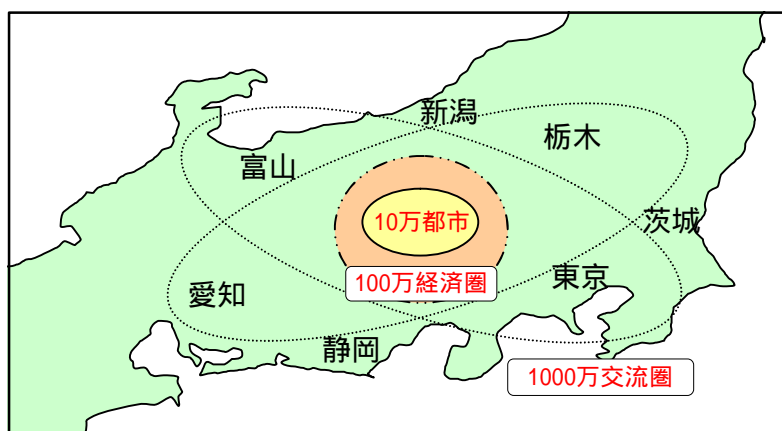 新潟
栃木
富山
10万都市
茨城
100万経済圏
東京
愛知
静岡
1000万交流圏